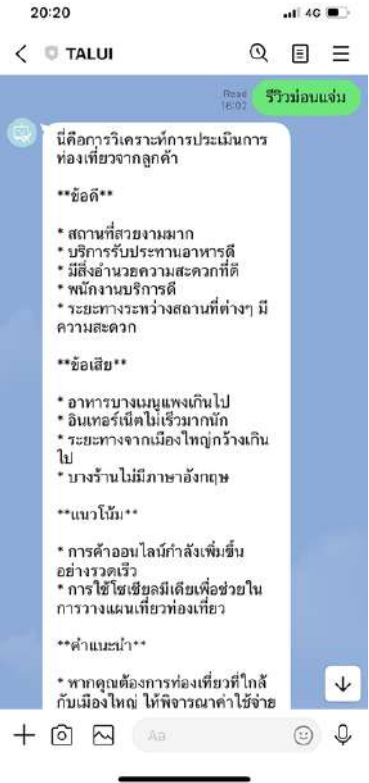 20:20
4G
TALUI
Read
16:02
รีวิวม่อนแจ่ม
นี่คือการวิเคราะห์การประเมินการ
ท่องเที่ยวจากลูกค้า
**ข้อดี**
* สถานที่สวยงามมาก
* บริการรับประทานอาหารดี
* มีสิ่งอำนวยความสะดวกที่ดี
* พนักงานบริการดี
* ระยะทางระหว่างสถานที่ต่างๆ มี
ความสะดวก
**ข้อเสีย**
* อาหารบางเมนูแพงเกินไป
* อินเทอร์เน็ตไม่เร็วมากนัก
* ระยะทางจากเมืองใหญ่กว้างเกิน
ไป
* บางร้านไม่มีภาษาอังกฤษ
**แนวโน้ม**
* การค้าออนไลน์กำลังเพิ่มขึ้น
อย่างรวดเร็ว
* การใช้โซเชียลมีเดียเพื่อช่วยใน
การวางแผนเที่ยวท่องเที่ยว
**คำแนะนำ**
* หากคุณต้องการท่องเที่ยวที่ใกล้
กับเมืองใหญ่ ให้พิจารณาค่าใช้จ่าย
Aa